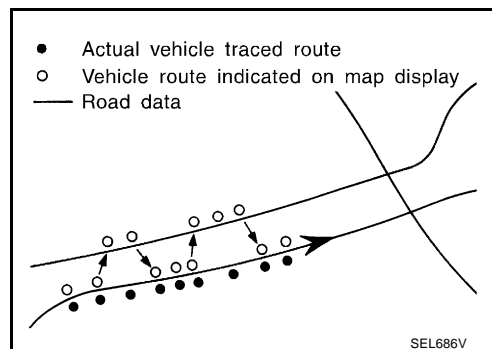 Actual vehicle traced route
Vehicle route indicated on map display
Road data
SEL686V